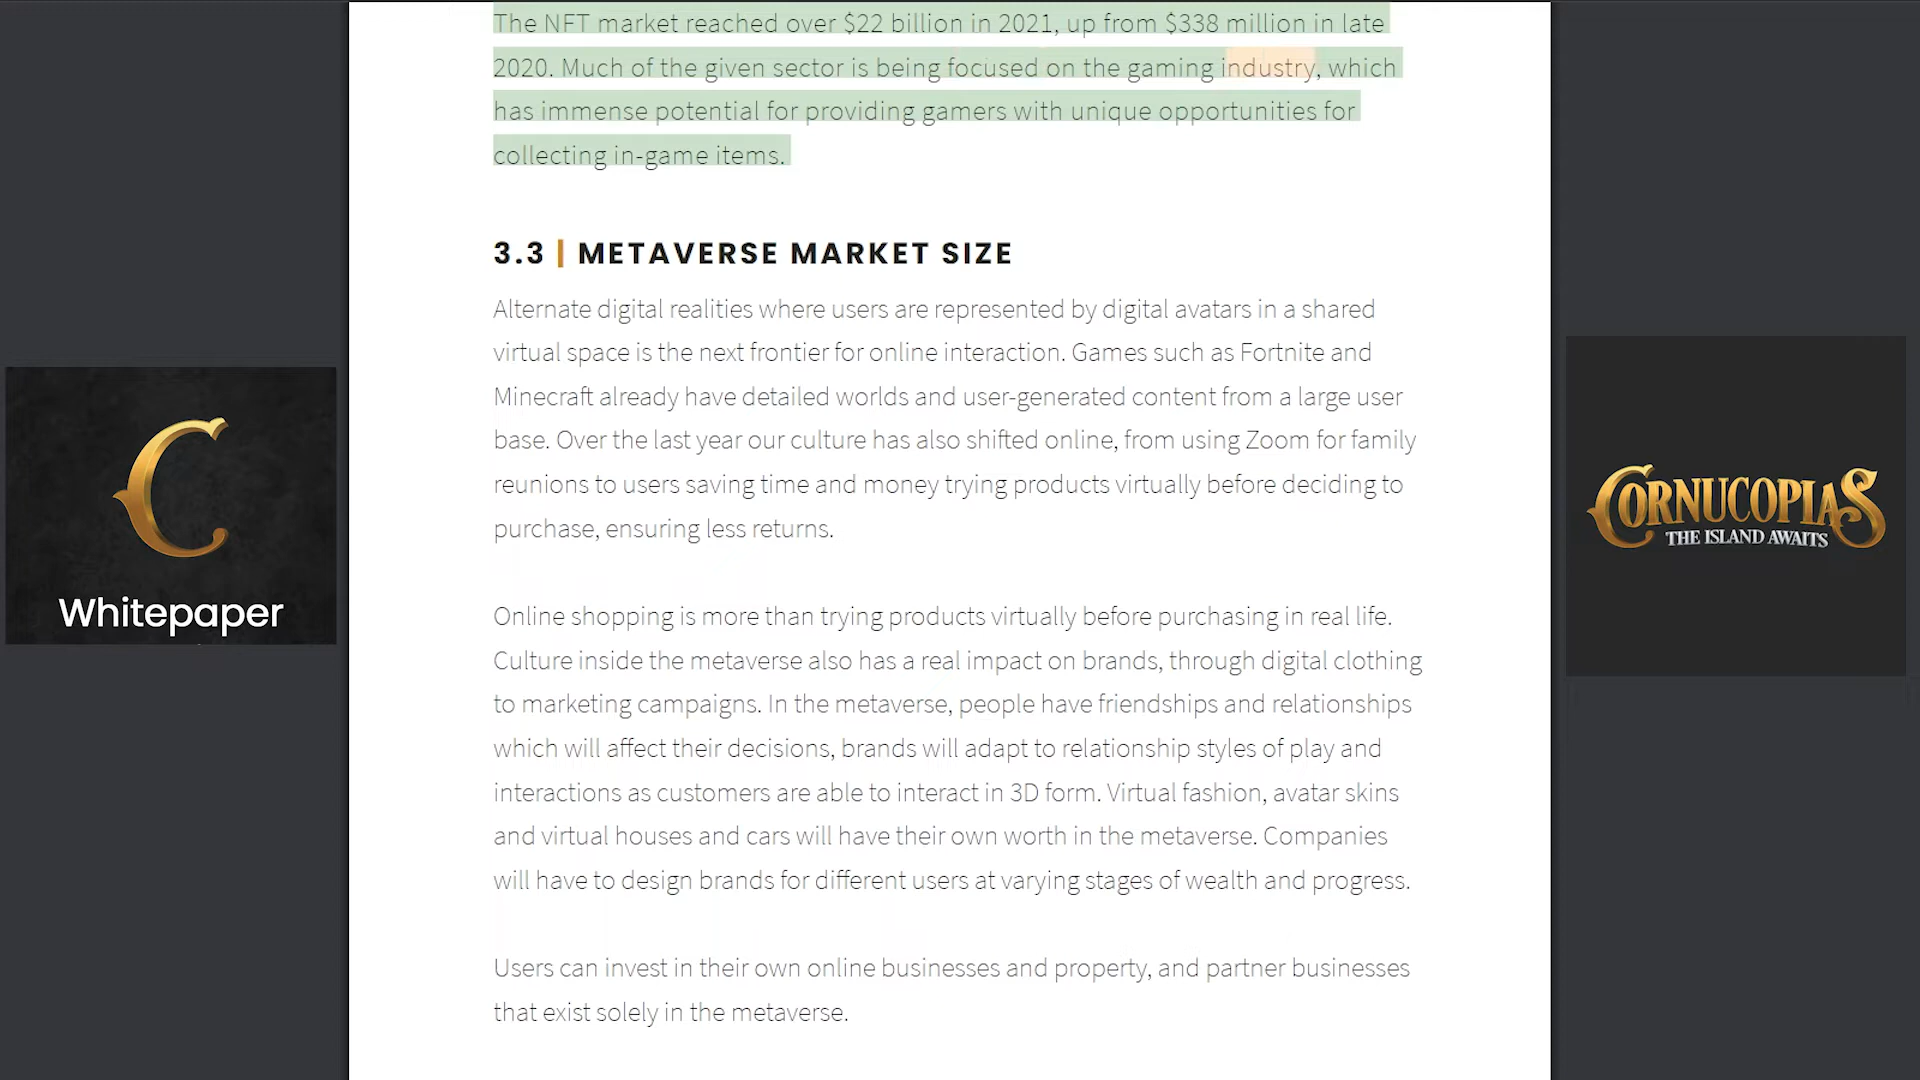 The NFT market reached over $22 billion in 2021, up from $338 million in late
2020. Much of the given sector is being focused on the gaming industry, which
has immense potential for providing gamers with unique opportunities for
collecting in-game items.
3.3 | METAVERSE MARKET SIZE
Alternate digital realities where users are represented by digital avatars in a shared
virtual space is the next frontier for online interaction. Games such as Fortnite and
Minecraft already have detailed worlds and user-generated content from a large user
base. Over the last year our culture has also shifted online, from using Zoom for family
reunions to users saving time and money trying products virtually before deciding to
purchase, ensuring less returns.
Online shopping is more than trying products virtually before purchasing in real life.
Culture inside the metaverse also has a real impact on brands, through digital clothing
to marketing campaigns. In the metaverse, people have friendships and relationships
which will affect their decisions, brands will adapt to relationship styles of play and
interactions as customers are able to interact in 3D form. Virtual fashion, avatar skins
and virtual houses and cars will have their own worth in the metaverse. Companies
will have to design brands for different users at varying stages of wealth and progress.
Users can invest in their own online businesses and property, and partner businesses
that exist solely in the metaverse.
C
Whitepaper
CORNUCOPIAS
THE ISLAND AWAITS